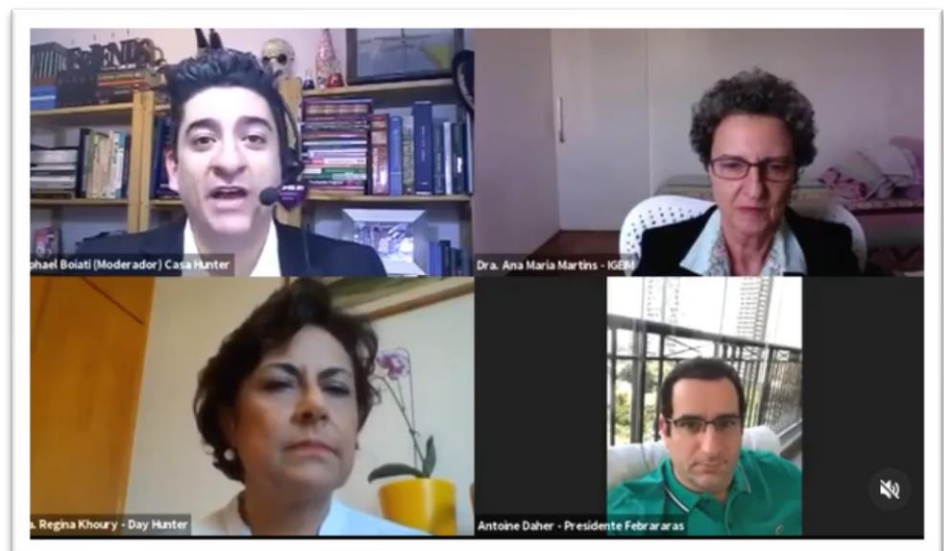 phael Boiati (Moderador) Casa Hunter
Dra. Ana Maria Martins - IGEIM
a. Regina Khoury - Day Hunter
Antoine Daher - Presidente Febrararas